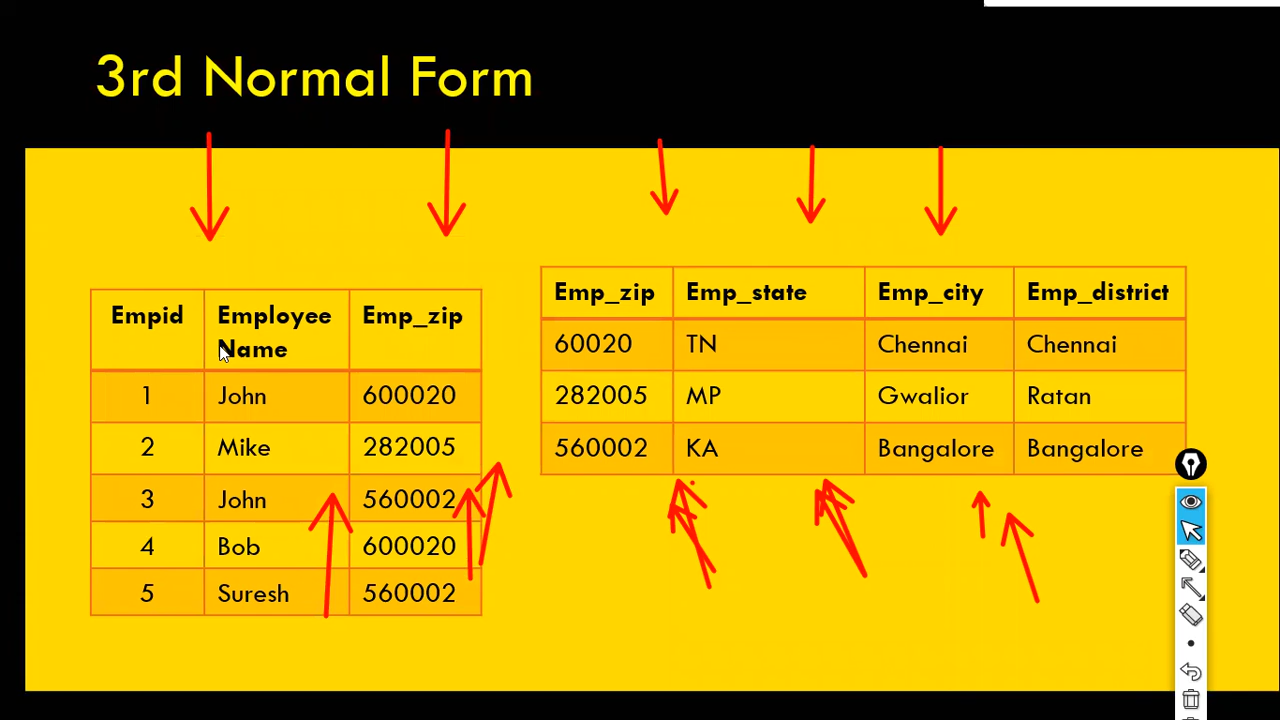 3rd Normal Form
Empid Employee Name Emp_zip
1 John 600020
2 Mike 282005
3 John 560002
4 Bob 600020
5 Suresh 560002
Emp_zip Emp_state Emp_city Emp_district
60020 TN Chennai Chennai
282005 MP Gwalior Ratan
560002 KA Bangalore Bangalore